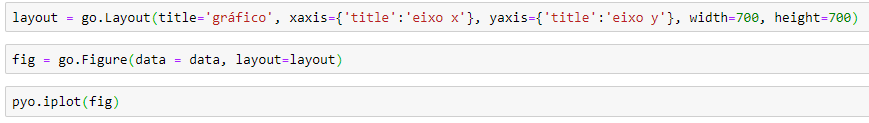 layout = go.Layout(title='gráfico', xaxis={'title':'eixo x'}, yaxis={'title':'eixo y'}, width=700, height=700)
fig = go.Figure(data = data, layout=layout)
pyo.iplot(fig)